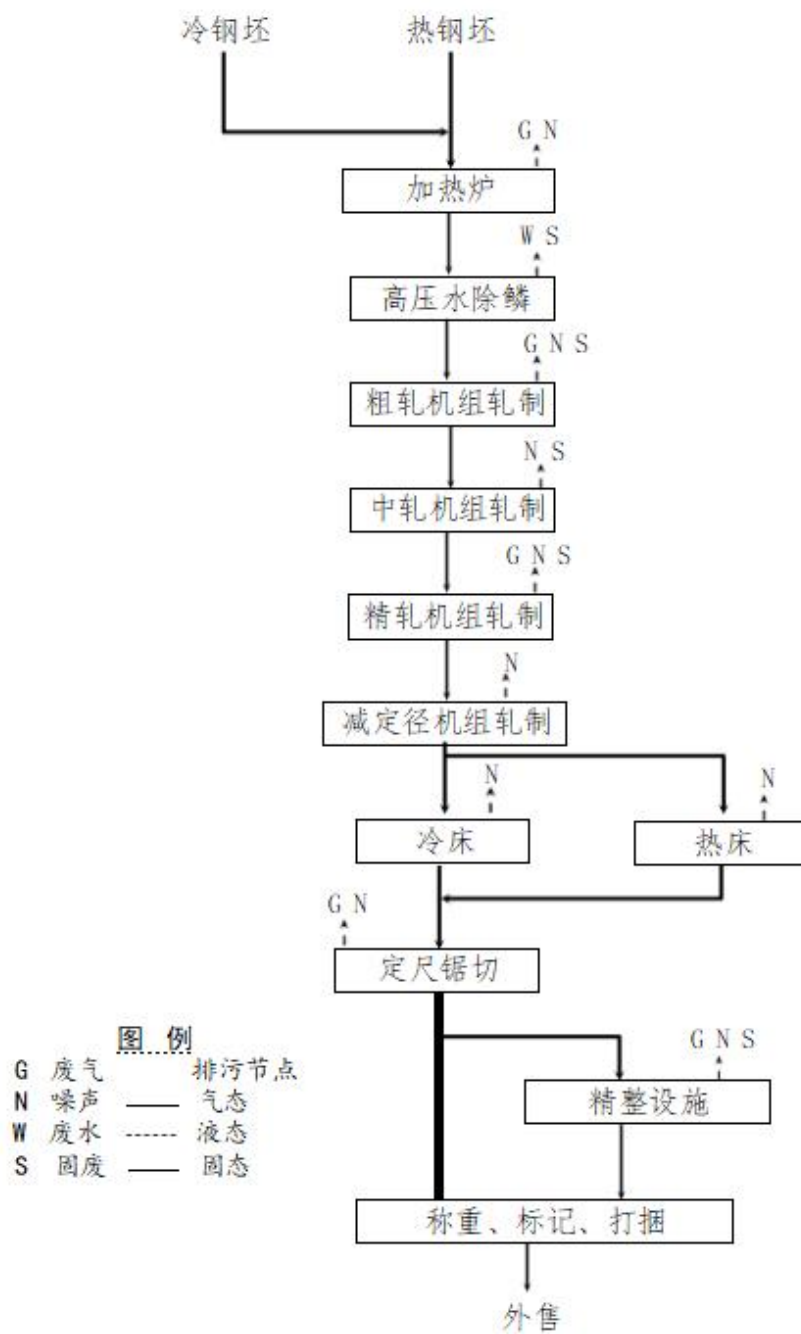 冷钢坯 热钢坯
G N
加热炉
W S
高压水除鳞
G N S
粗轧机组轧制
N S
中轧机组轧制
G N S
精轧机组轧制
N
减定径机组轧制
N N
冷床 热床
G N
定尺锯切
图 例
G 废气 排污节点
N 噪声 气态
W 废水 液态
S 固废 固态
G N S
精整设施
称重、标记、打捆
外售